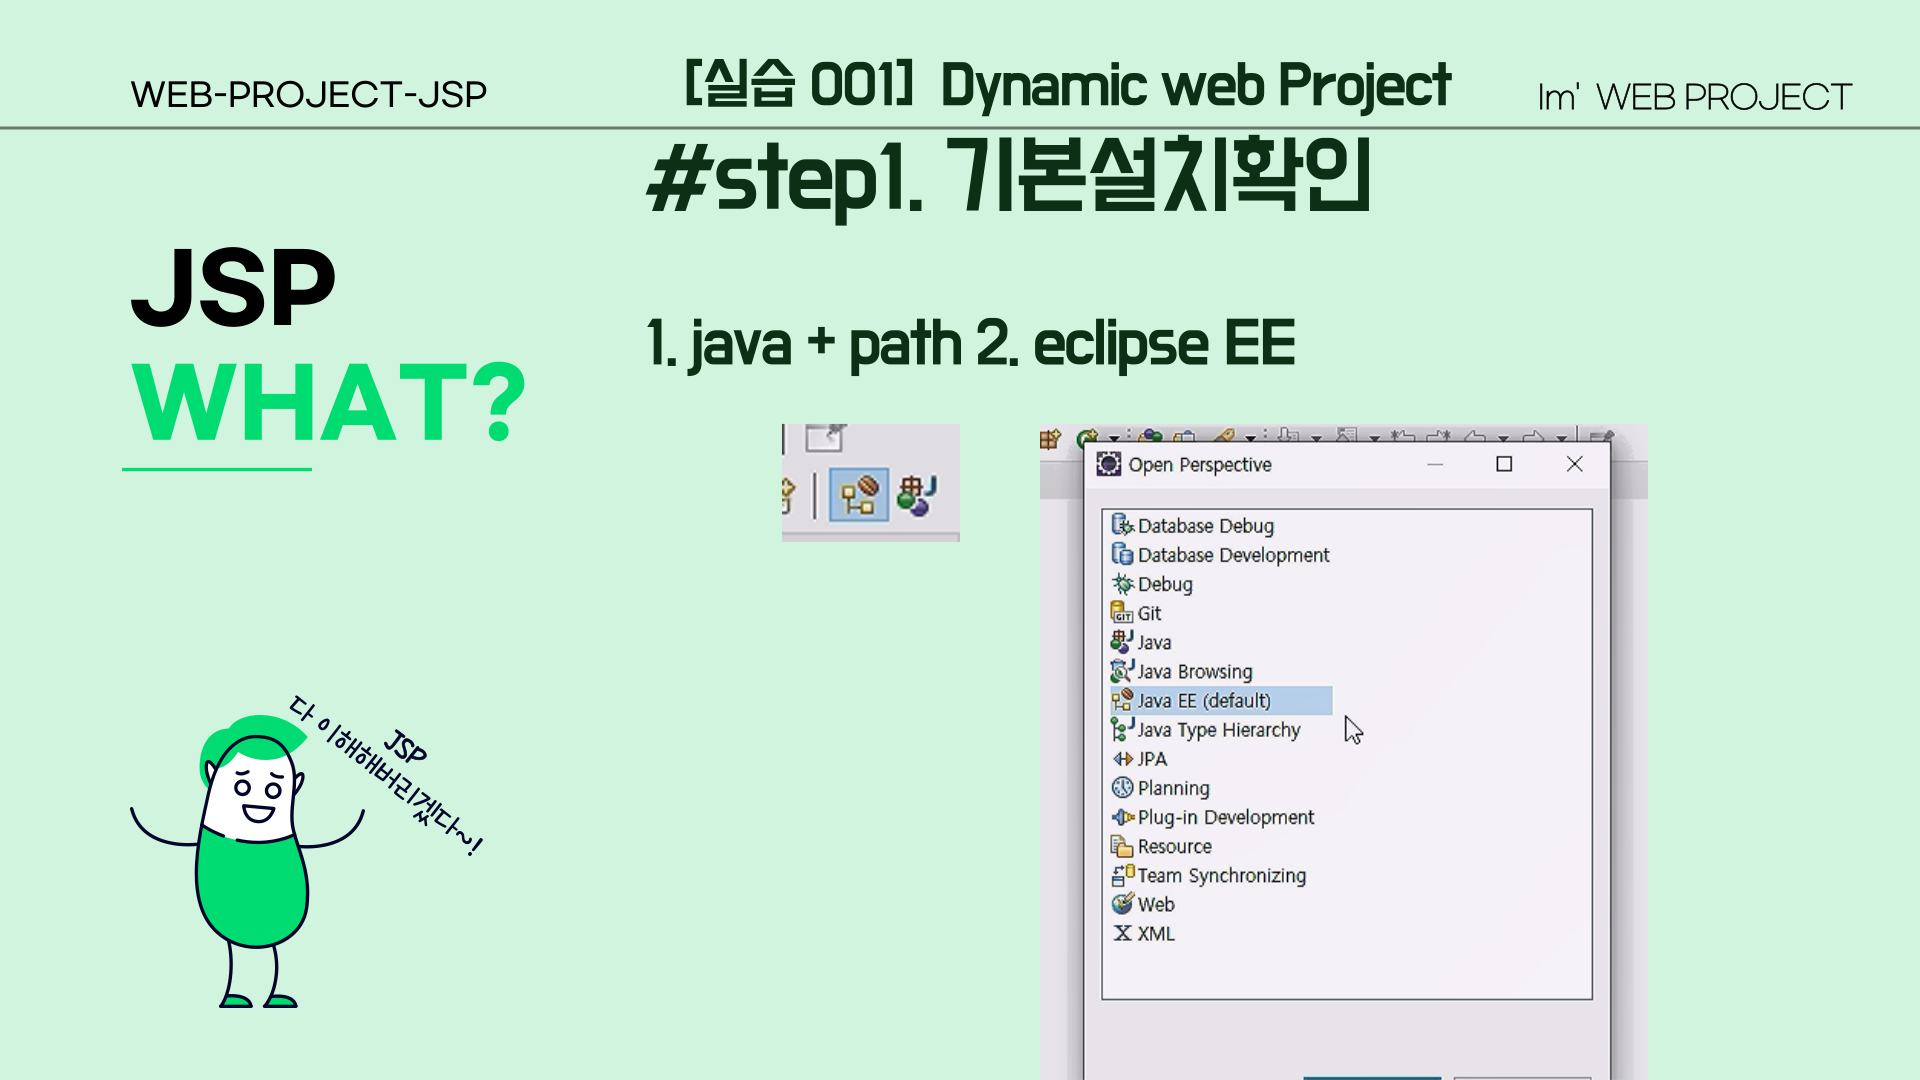 WEB-PROJECT-JSP
[실습 001] Dynamic web Project
Im' WEB PROJECT
#step1. 기본설치확인
JSP
WHAT?
1. java + path 2. eclipse EE
Open Perspective
Database Debug
Database Development
Debug
Git
Java
Java Browsing
Java EE (default)
Java Type Hierarchy
JPA
Planning
Plug-in Development
Resource
Team Synchronizing
Web
XML
JSP
다 이해해버리겠다~!